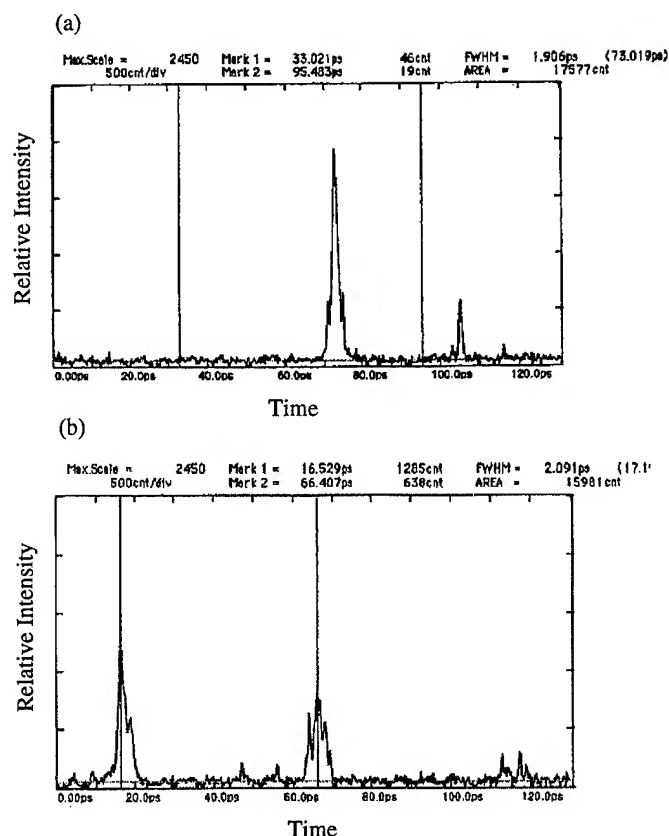 (a)
Max.Scale = 2450 Mark 1 = 33.021ps 46cnt FWHM = 1.906ps (73.019ps)
500cnt/div Mark 2 = 95.483ps 19cnt AREA = 17577cnt
Relative Intensity
0.00ps 20.0ps 40.0ps 60.0ps 80.0ps 100.0ps 120.0ps
Time
(b)
Max.Scale = 2450 Mark 1 = 16.529ps 1285cnt FWHM = 2.091ps (17.1
500cnt/div Mark 2 = 66.407ps 630cnt AREA = 15981cnt
Relative Intensity
0.00ps 20.0ps 40.0ps 60.0ps 80.0ps 100.0ps 120.0ps
Time